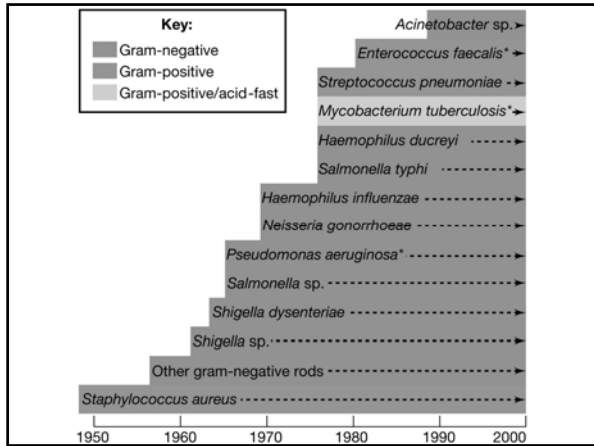 Key:
Gram-negative
Gram-positive
Gram-positive/acid-fast
Acinetobacter sp.
Enterococcus faecalis*
Streptococcus pneumoniae
Mycobacterium tuberculosis*
Haemophilus ducreyi
Salmonella typhi
Haemophilus influenzae
Neisseria gonorrhoeae
Pseudomonas aeruginosa*
Salmonella sp.
Shigella dysenteriae
Shigella sp.
Other gram-negative rods
Staphylococcus aureus
1950 1960 1970 1980 1990 2000